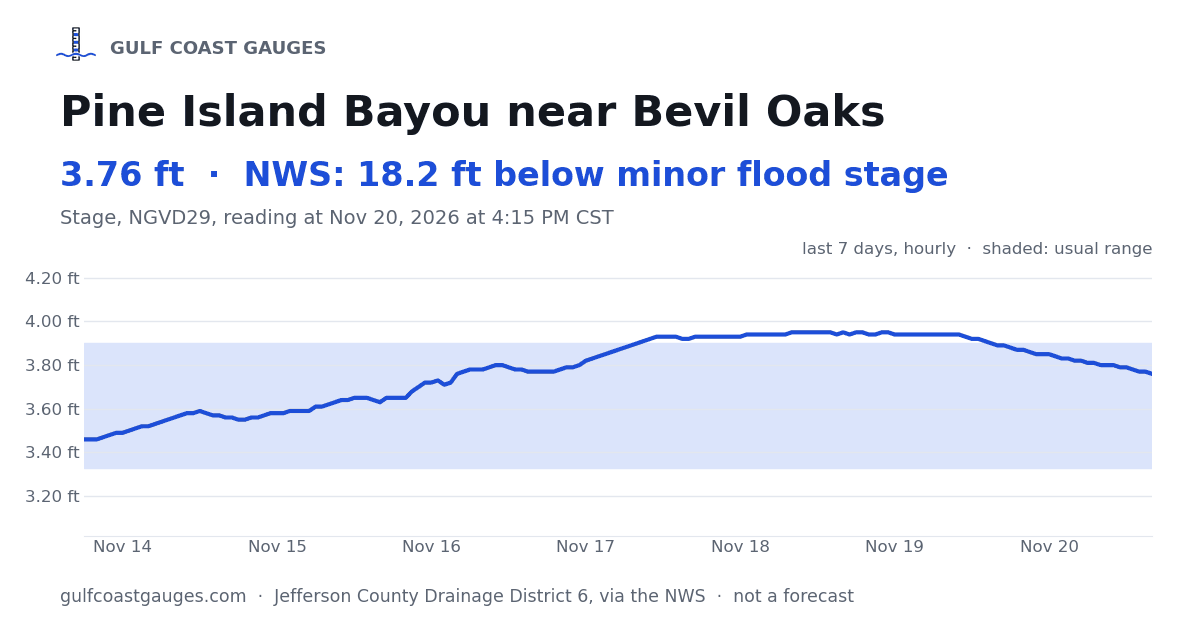 GULF COAST GAUGES
Pine Island Bayou near Bevil Oaks
3.76 ft · NWS: 18.2 ft below minor flood stage
Stage, NGVD29, reading at Nov 20, 2026 at 4:15 PM CST
last 7 days, hourly · shaded: usual range
4.20 ft
4.00 ft
3.80 ft
3.60 ft
3.40 ft
3.20 ft
Nov 14 Nov 15 Nov 16 Nov 17 Nov 18 Nov 19 Nov 20
gulfcoastgauges.com · Jefferson County Drainage District 6, via the NWS · not a forecast